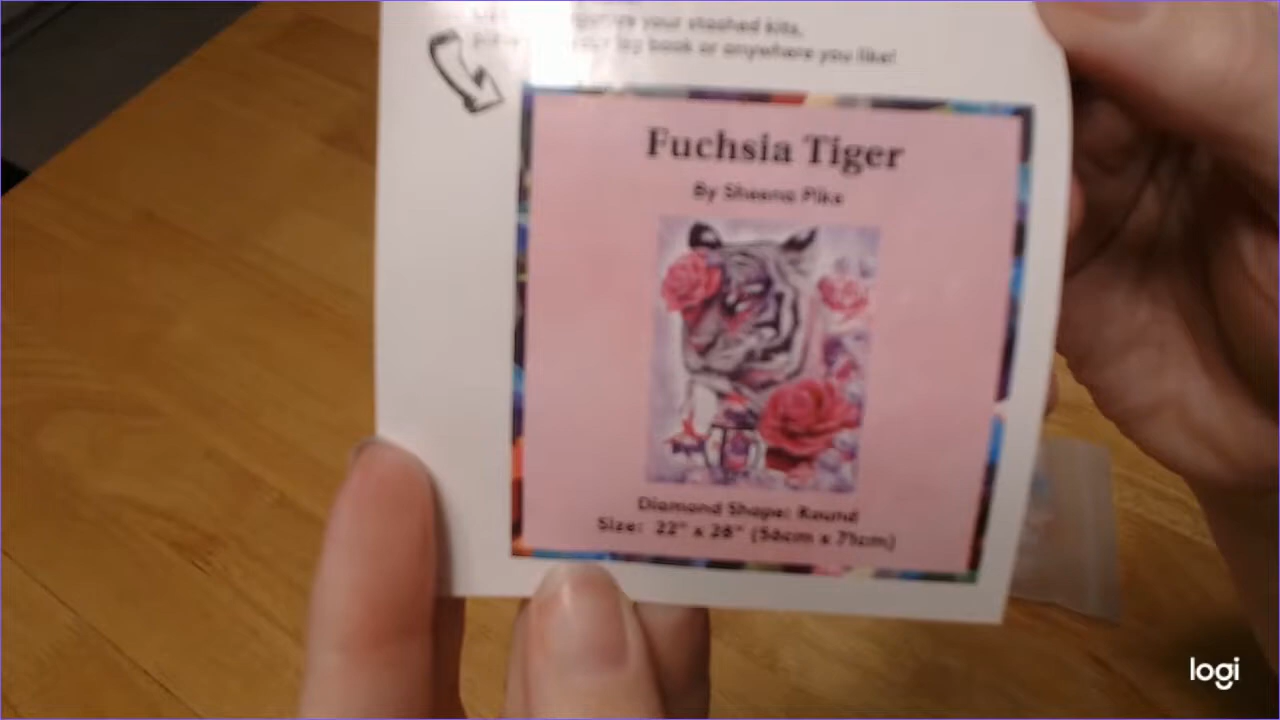 your stashed kits,
book or anywhere you like!
Fuchsia Tiger
By Sheena Pike
Diamond Shape: Round
Size: 22" x 28" (56cm x 71cm)
logi